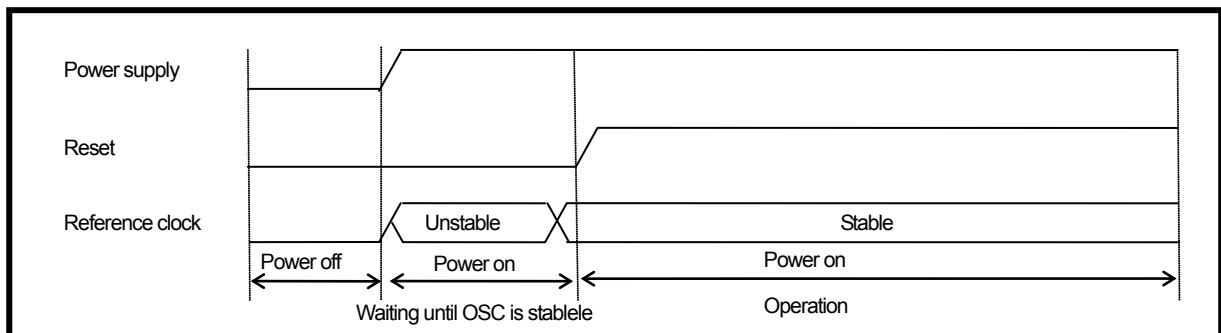 Power supply
Reset
Reference clock
Unstable
Stable
Power off
Power on
Power on
Waiting until OSC is stablele
Operation